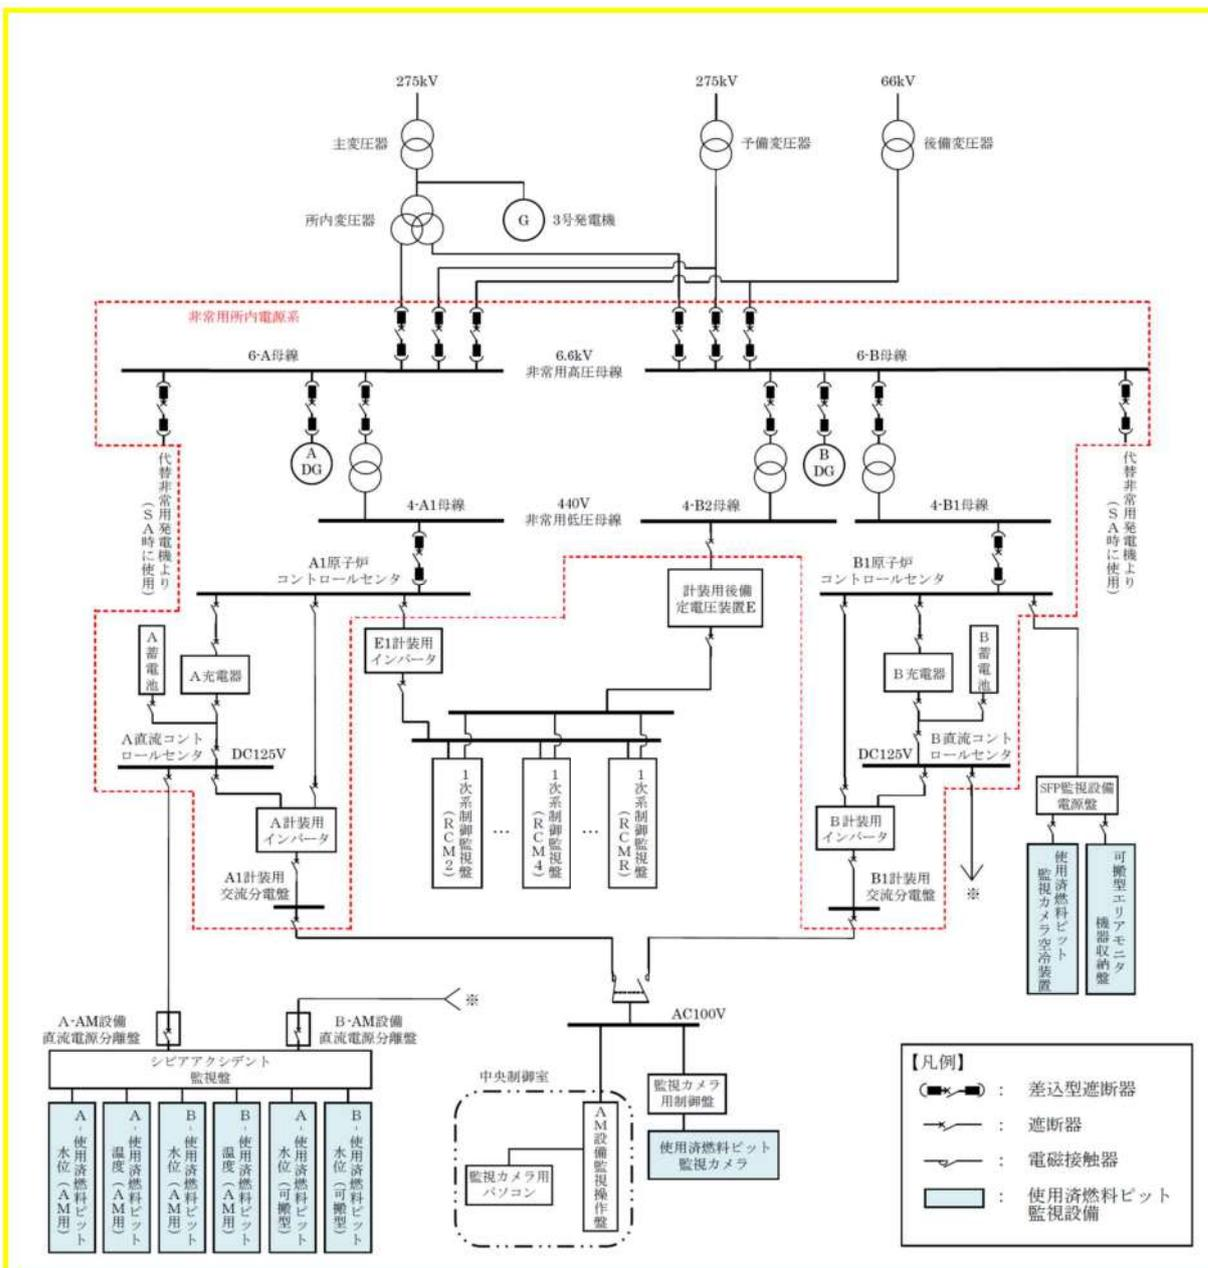 275kV
275kV
66kV
主変圧器
予備変圧器
後備変圧器
所内変圧器
G
3号発電機
非常用所内電源系
6-A母線
6.6kV
非常用高圧母線
6-B母線
A
DG
B
DG
代替非常用発電機より
(SA時に使用)
代替非常用発電機より
(SA時に使用)
4-A1母線
440V
非常用低圧母線
4-B2母線
4-B1母線
A1原子炉
コントロールセンタ
B1原子炉
コントロールセンタ
計装用後備
定電圧装置E
A蓄電池
A充電器
E1計装用
インバータ
B充電器
B蓄電池
A直流コント
ロールセンタ
DC125V
DC125V
B直流コント
ロールセンタ
1次系制御監視盤
(RCM2)
…
1次系制御監視盤
(RCM4)
…
1次系制御監視盤
(RCMR)
A計装用
インバータ
B計装用
インバータ
SFP監視設備
電源盤
A1計装用
交流分電盤
B1計装用
交流分電盤
※
使用済燃料ピット
監視カメラ空冷装置
可搬型エリアモニタ
機器収納盤
※
A-AM設備
直流電源分離盤
B-AM設備
直流電源分離盤
AC100V
シビアアクシデント
監視盤
A-使用済燃料ピット
水位(AM用)
A-使用済燃料ピット
温度(AM用)
B-使用済燃料ピット
水位(AM用)
B-使用済燃料ピット
温度(AM用)
A-使用済燃料ピット
水位(可搬型)
B-使用済燃料ピット
水位(可搬型)
中央制御室
監視カメラ用
パソコン
AM設備監視操作盤
監視カメラ
用制御盤
使用済燃料ピット
監視カメラ
【凡例】
: 差込型遮断器
: 遮断器
: 電磁接触器
: 使用済燃料ピット
監視設備